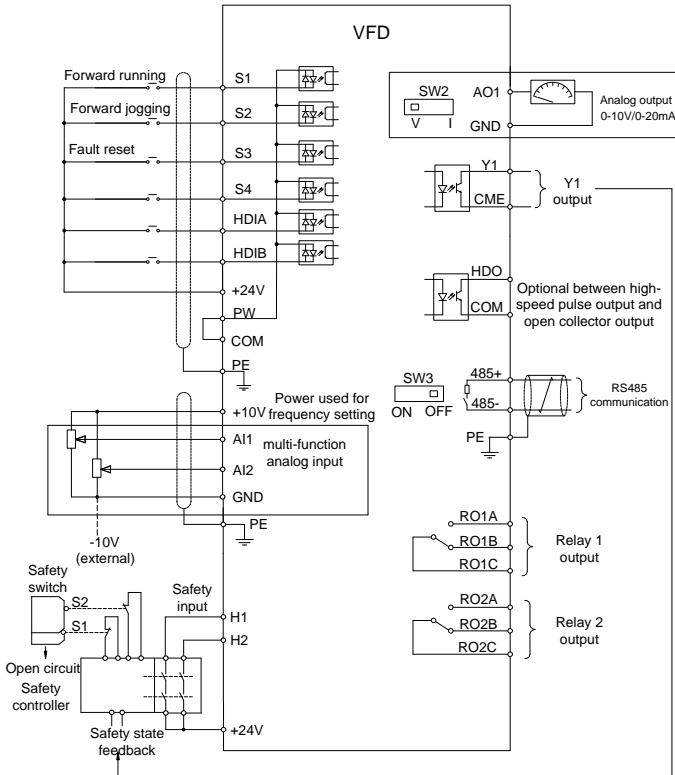 VFD
Forward running
S1
Forward jogging
S2
Fault reset
S3
S4
HDIA
HDIB
+24V
PW
COM
PE
Power used for
frequency setting
+10V
AI1
multi-function
analog input
AI2
GND
PE
-10V
(external)
Safety
switch
S2
S1
Open circuit
Safety
controller
Safety state
feedback
Safety
input
H1
H2
+24V
SW2
V I
AO1
GND
Analog output
0-10V/0-20mA
Y1
CME
Y1
output
HDO
COM
Optional between high-
speed pulse output and
open collector output
SW3
ON OFF
485+
485-
PE
RS485
communication
RO1A
RO1B
RO1C
Relay 1
output
RO2A
RO2B
RO2C
Relay 2
output